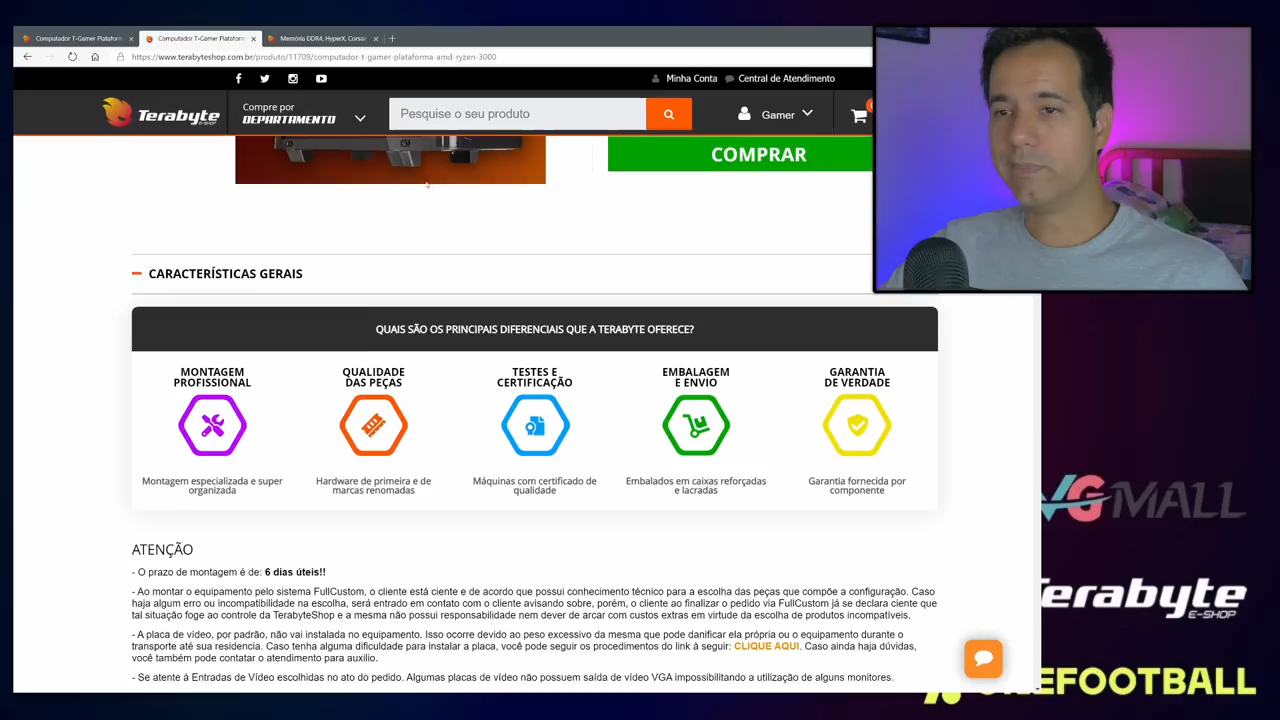 Computador T-Gamer Plataform
Computador T-Gamer Plataform
Memória DDR4, HyperX, Corsair
https://www.terabyteshop.com.br/produto/11709/computador-t-gamer-plataforma-amd-ryzen-3000
Minha Conta
Central de Atendimento
Terabyte
E-SHOP
Compre por
DEPARTAMENTO
Pesquise o seu produto
Gamer
COMPRAR
CARACTERÍSTICAS GERAIS
QUAIS SÃO OS PRINCIPAIS DIFERENCIAIS QUE A TERABYTE OFERECE?
MONTAGEM
PROFISSIONAL
QUALIDADE
DAS PEÇAS
TESTES E
CERTIFICAÇÃO
EMBALAGEM
E ENVIO
GARANTIA
DE VERDADE
Montagem especializada e super
organizada
Hardware de primeira e de
marcas renomadas
Máquinas com certificado de
qualidade
Embalados em caixas reforçadas
e lacradas
Garantia fornecida por
componente
ATENÇÃO
- O prazo de montagem é de: 6 dias úteis!!
- Ao montar o equipamento pelo sistema FullCustom, o cliente está ciente e de acordo que possui conhecimento técnico para a escolha das peças que compõe a configuração. Caso
haja algum erro ou incompatibilidade na escolha, será entrado em contato com o cliente avisando sobre, porém, o cliente ao finalizar o pedido via FullCustom já se declara ciente que
tal situação foge ao controle da TerabyteShop e a mesma não possui responsabilidade nem dever de arcar com custos extras em virtude da escolha de produtos incompatíveis.
- A placa de vídeo, por padrão, não vai instalada no equipamento. Isso ocorre devido ao peso excessivo da mesma que pode danificar ela própria ou o equipamento durante o
transporte até sua residencia. Caso tenha alguma dificuldade para instalar a placa, você pode seguir os procedimentos do link à seguir: CLIQUE AQUI. Caso ainda haja dúvidas,
você também pode contatar o atendimento para auxilio.
- Se atente à Entradas de Vídeo escolhidas no ato do pedido. Algumas placas de vídeo não possuem saída de vídeo VGA impossibilitando a utilização de alguns monitores.
VGMALL
Terabyte
E-SHOP
ONEFOOTBALL